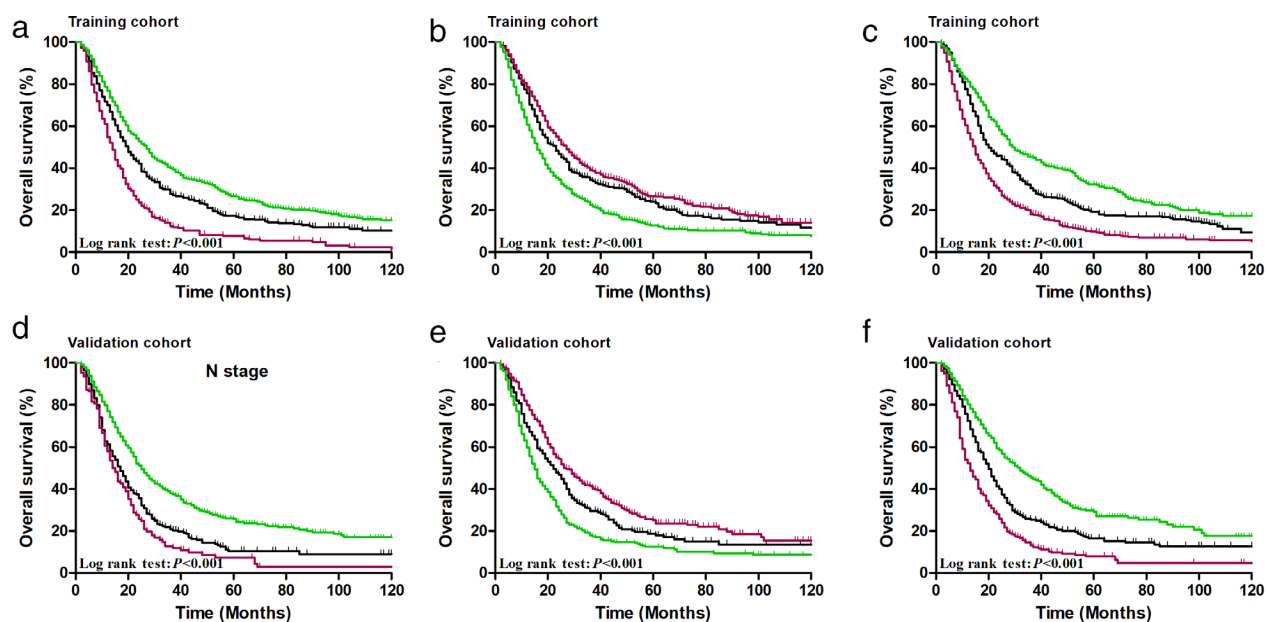 a
Training cohort
Overall survival (%)
100
80
60
40
20
0
Log rank test: P<0.001
0 20 40 60 80 100 120
Time (Months)
b
Training cohort
Overall survival (%)
100
80
60
40
20
0
Log rank test: P<0.001
0 20 40 60 80 100 120
Time (Months)
c
Training cohort
Overall survival (%)
100
80
60
40
20
0
Log rank test: P<0.001
0 20 40 60 80 100 120
Time (Months)
d
Validation cohort
N stage
Overall survival (%)
100
80
60
40
20
0
Log rank test: P<0.001
0 20 40 60 80 100 120
Time (Months)
e
Validation cohort
Overall survival (%)
100
80
60
40
20
0
Log rank test: P<0.001
0 20 40 60 80 100 120
Time (Months)
f
Validation cohort
Overall survival (%)
100
80
60
40
20
0
Log rank test: P<0.001
0 20 40 60 80 100 120
Time (Months)